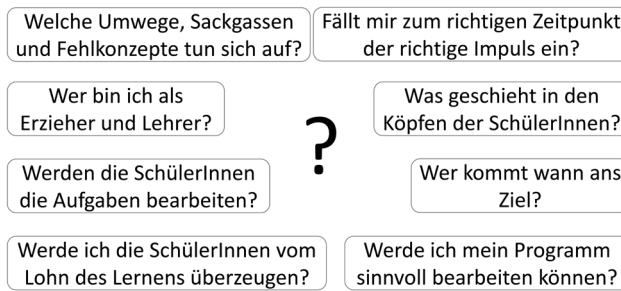 Welche Umwege, Sackgassen
und Fehlkonzepte tun sich auf?
Fällt mir zum richtigen Zeitpunkt
der richtige Impuls ein?
Wer bin ich als
Erzieher und Lehrer?
Was geschieht in den
Köpfen der SchülerInnen?
?
Werden die SchülerInnen
die Aufgaben bearbeiten?
Wer kommt wann ans
Ziel?
Werde ich die SchülerInnen vom
Lohn des Lernens überzeugen?
Werde ich mein Programm
sinnvoll bearbeiten können?